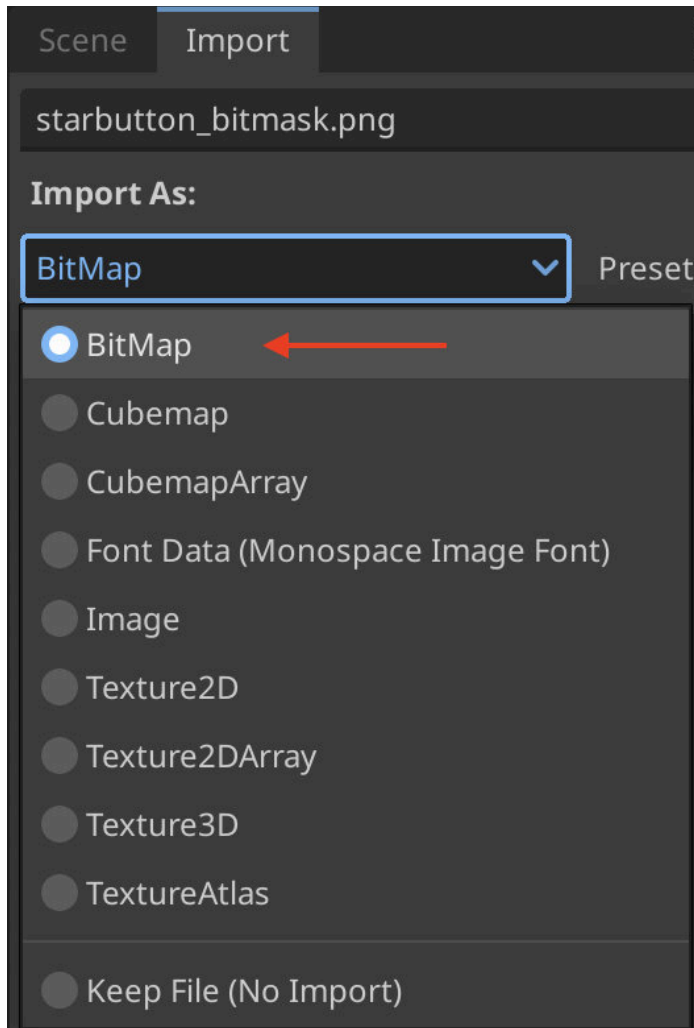 Scene Import
starbutton_bitmask.png
Import As:
BitMap Preset
BitMap
Cubemap
CubemapArray
Font Data (Monospace Image Font)
Image
Texture2D
Texture2DArray
Texture3D
TextureAtlas
Keep File (No Import)